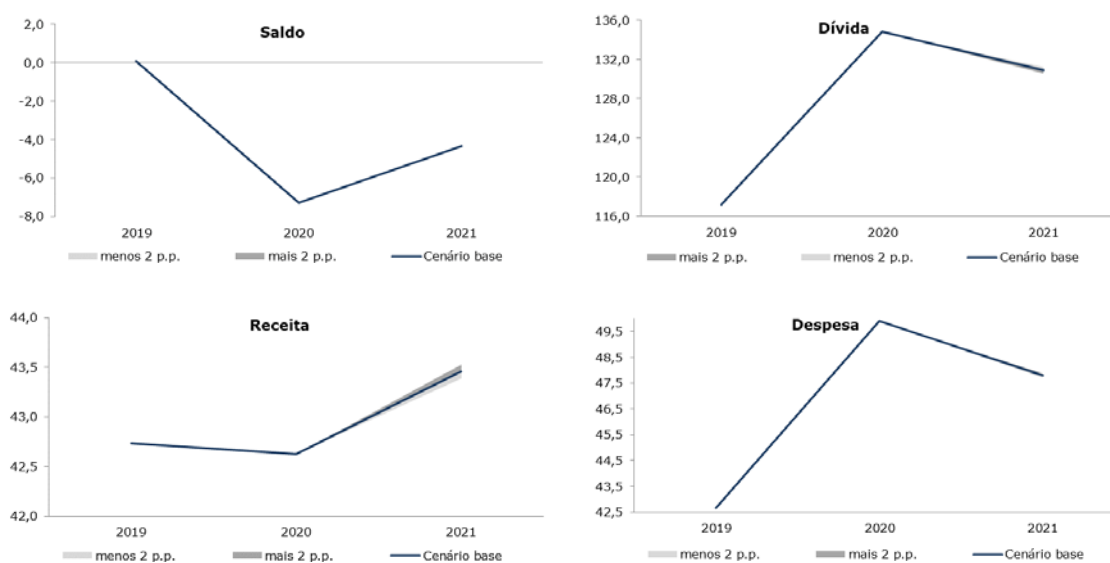 Saldo
2,0
0,0
-2,0
-4,0
-6,0
-8,0
2019 2020 2021
menos 2 p.p. mais 2 p.p. Cenário base
Dívida
136,0
132,0
128,0
124,0
120,0
116,0
2019 2020 2021
mais 2 p.p. menos 2 p.p. Cenário base
Receita
44,0
43,5
43,0
42,5
42,0
2019 2020 2021
menos 2 p.p. mais 2 p.p. Cenário base
Despesa
49,5
48,5
47,5
46,5
45,5
44,5
43,5
42,5
2019 2020 2021
menos 2 p.p. mais 2 p.p. Cenário base